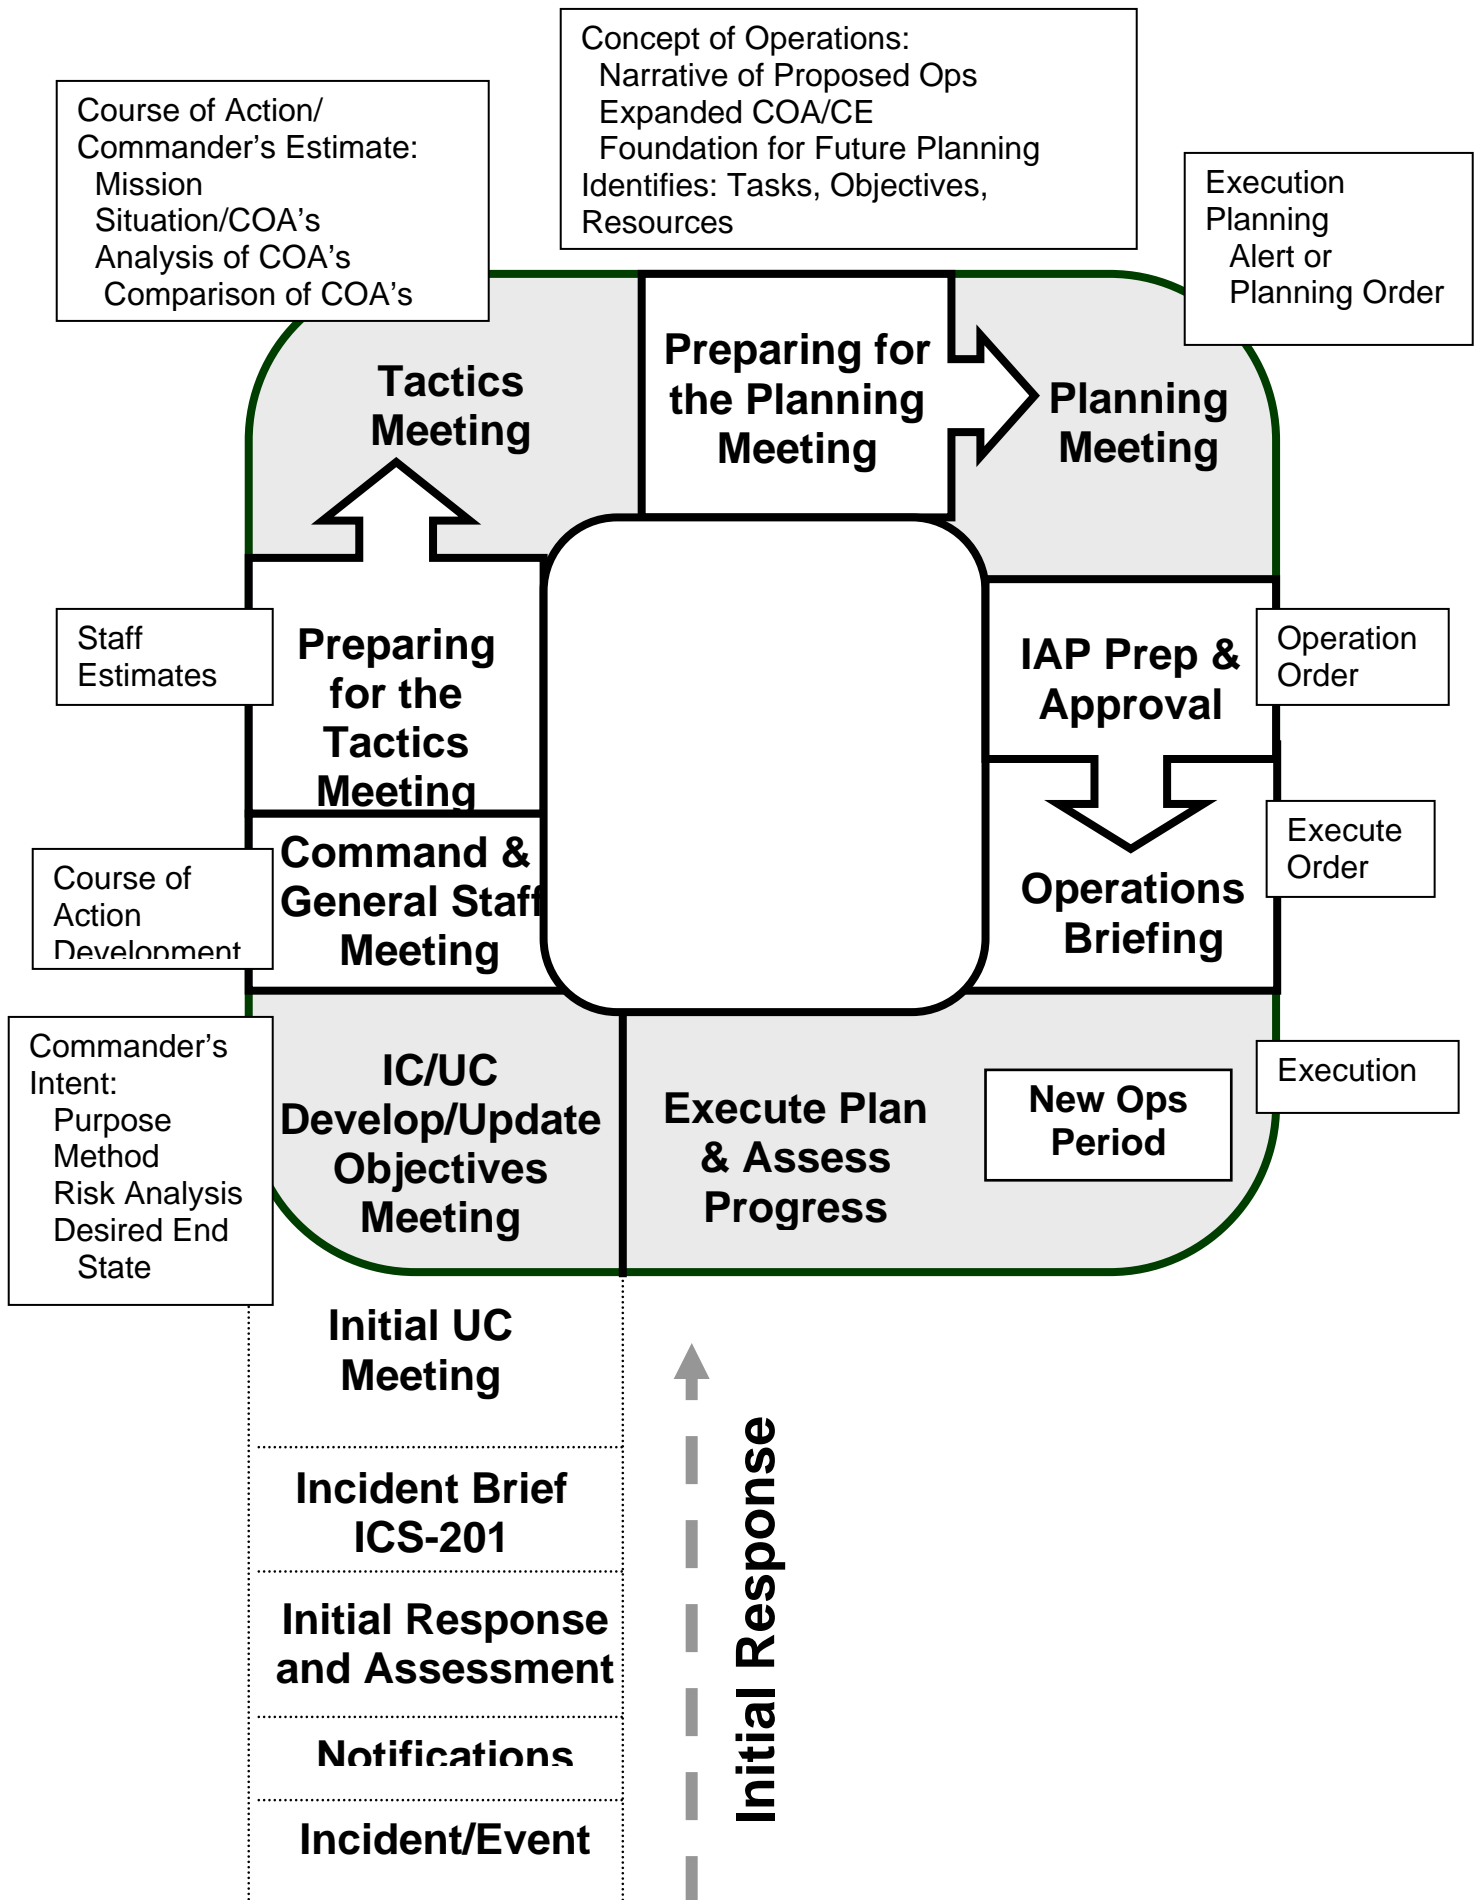 Concept of Operations:
Narrative of Proposed Ops
Expanded COA/CE
Foundation for Future Planning
Identifies: Tasks, Objectives,
Resources
Course of Action/
Commander’s Estimate:
Mission
Situation/COA’s
Analysis of COA’s
Comparison of COA’s
Execution
Planning
Alert or
Planning Order
Tactics
Meeting
Preparing for
the Planning
Meeting
Planning
Meeting
Staff
Estimates
Preparing
for the
Tactics
Meeting
IAP Prep &
Approval
Operation
Order
Course of
Action
Development
Command &
General Staff
Meeting
Execute
Order
Operations
Briefing
Commander’s
Intent:
Purpose
Method
Risk Analysis
Desired End
State
IC/UC
Develop/Update
Objectives
Meeting
Execute Plan
& Assess
Progress
New Ops
Period
Execution
Initial UC
Meeting
Incident Brief
ICS-201
Initial Response
and Assessment
Notifications
Incident/Event
Initial Response